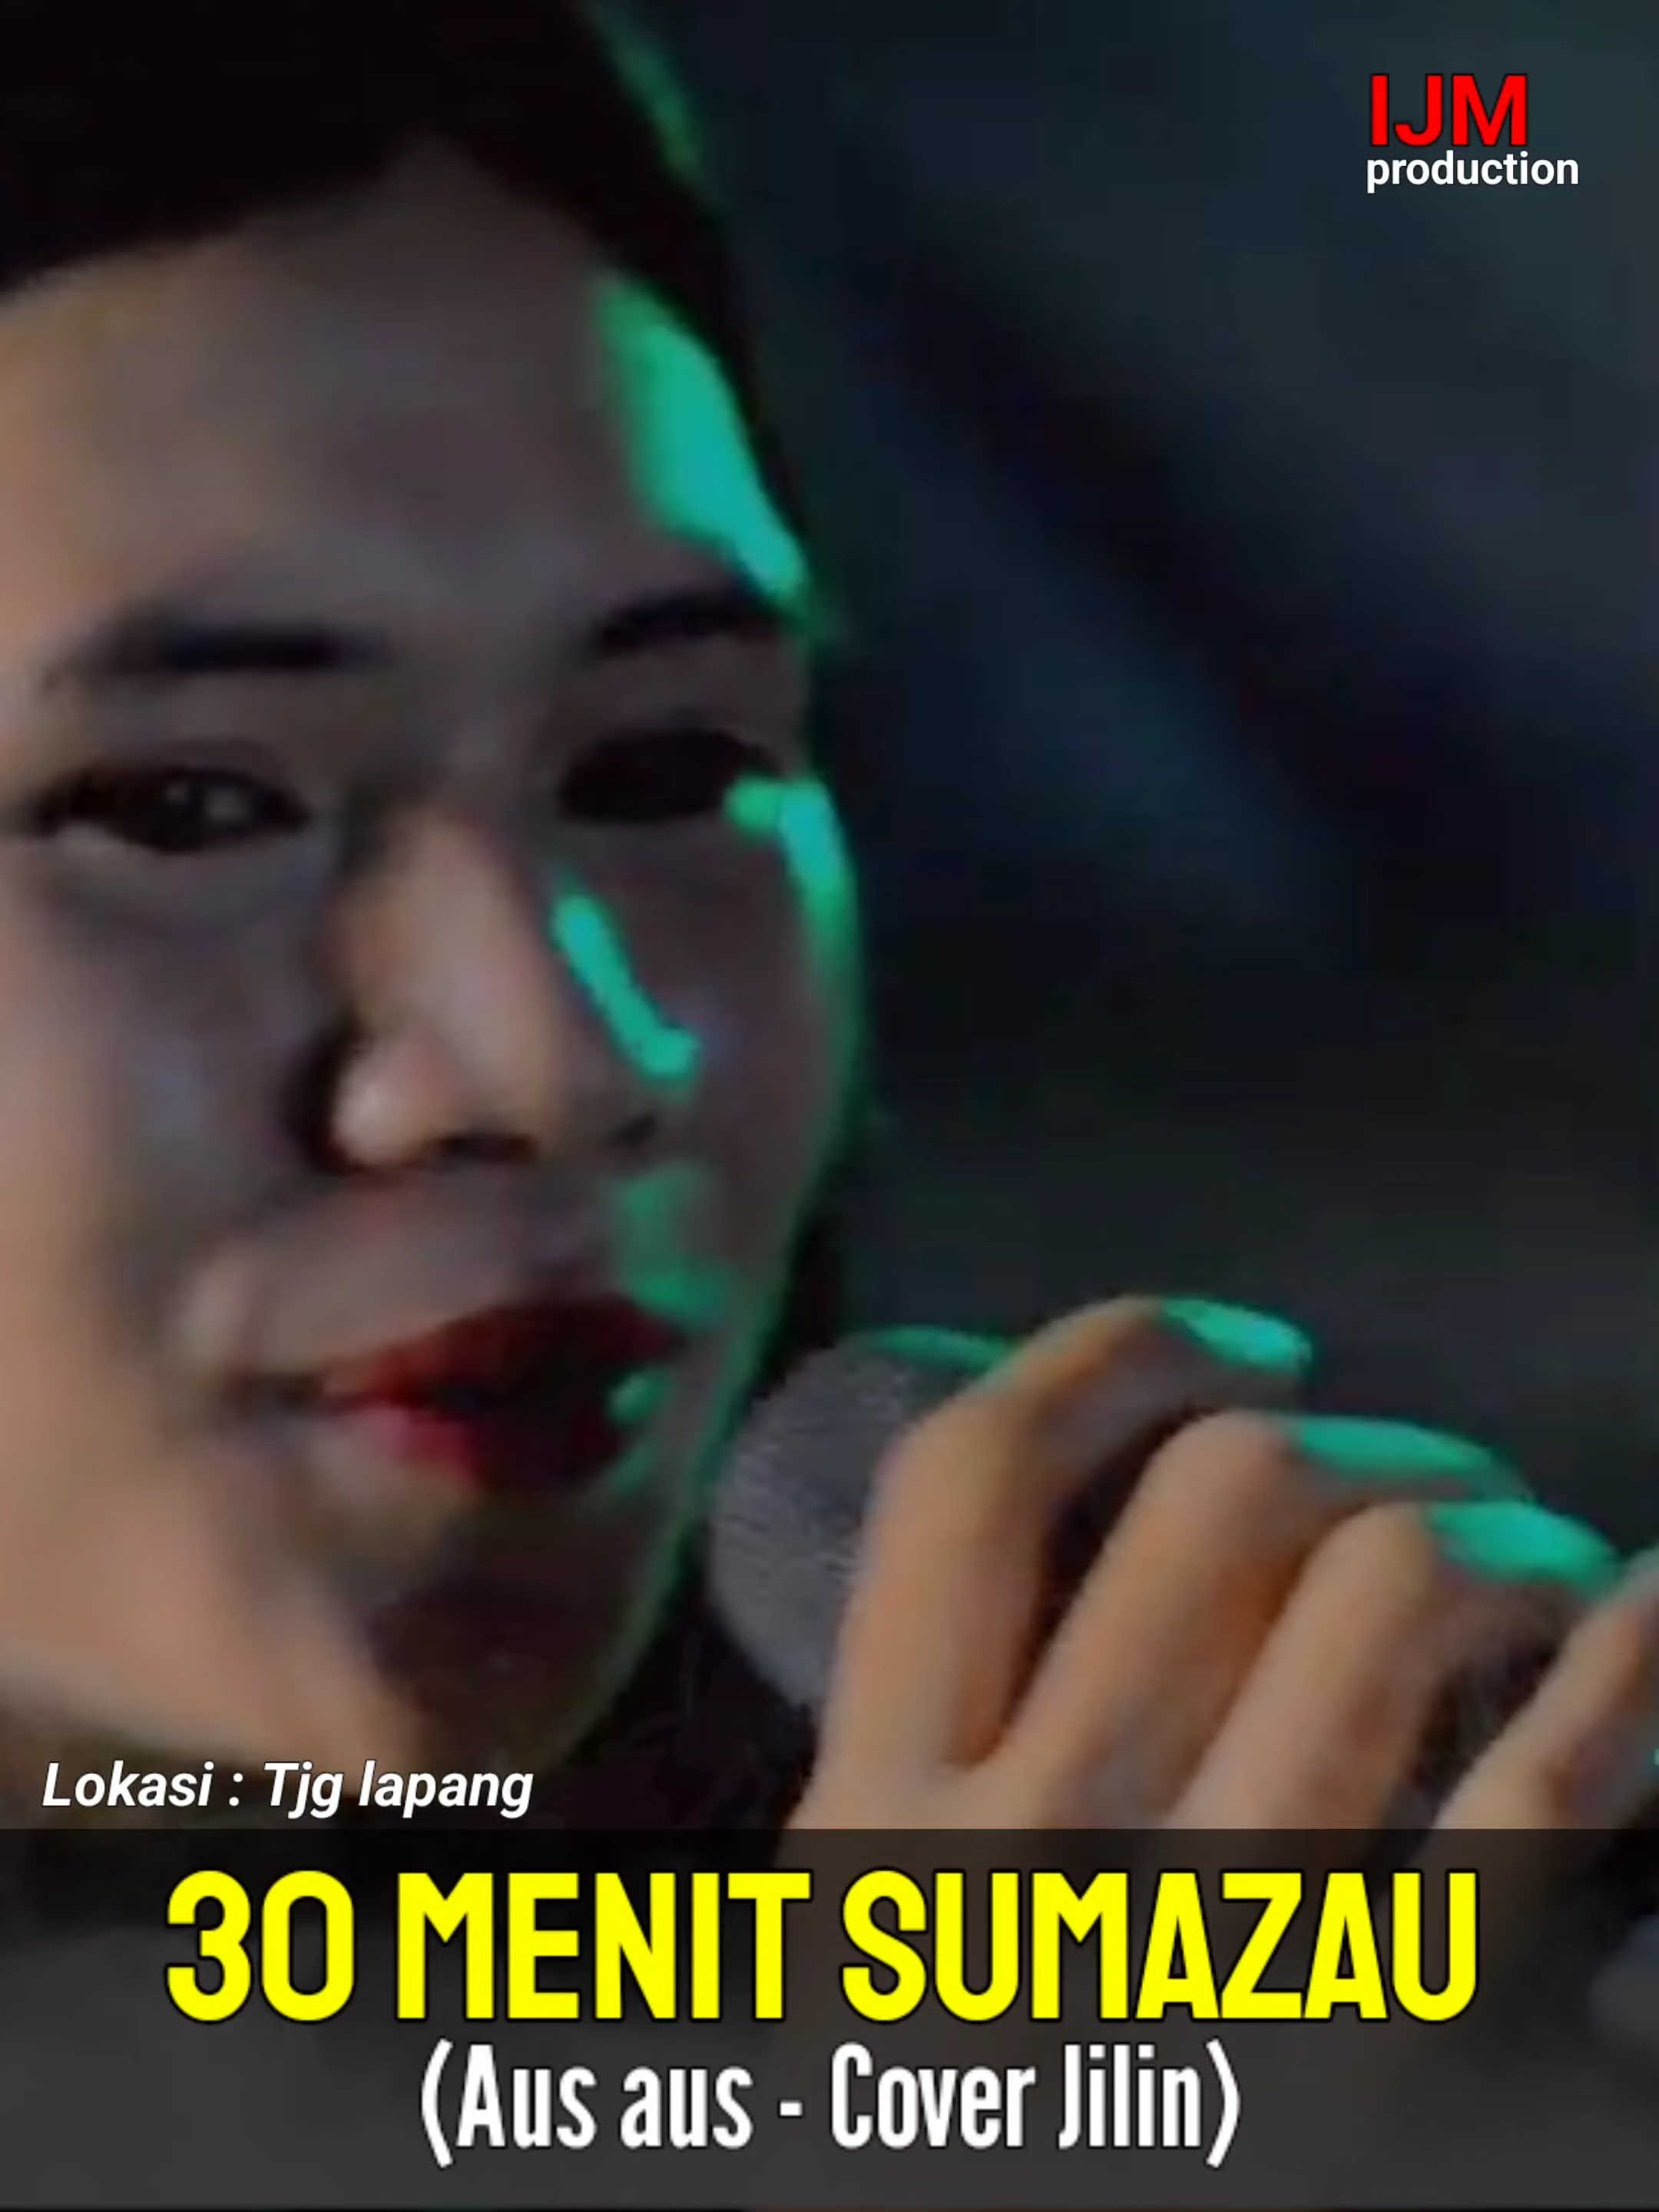 IJM
production
Lokasi : Tjg lapang
30 MENIT SUMAZAU
(Aus aus - Cover Jilin)